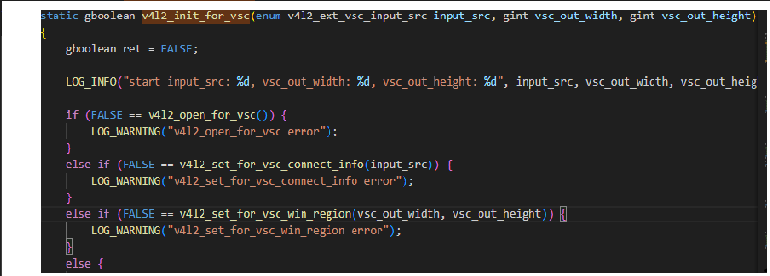 static gboolean v4l2_init_for_vsc(enum v4l2_ext_vsc_input_src input_src, gint vsc_out_width, gint vsc_out_height)
{
gboolean ret = FALSE;
LOG_INFO("start input_src: %d, vsc_out_width: %d, vsc_out_height: %d", input_src, vsc_out_width, vsc_out_heig
if (FALSE == v4l2_open_for_vsc()) {
LOG_WARNING("v4l2_open_for_vsc error");
}
else if (FALSE == v4l2_set_for_vsc_connect_info(input_src)) {
LOG_WARNING("v4l2_set_for_vsc_connect_info error");
}
else if (FALSE == v4l2_set_for_vsc_win_region(vsc_out_width, vsc_out_height)) {
LOG_WARNING("v4l2_set_for_vsc_win_region error");
}
else {